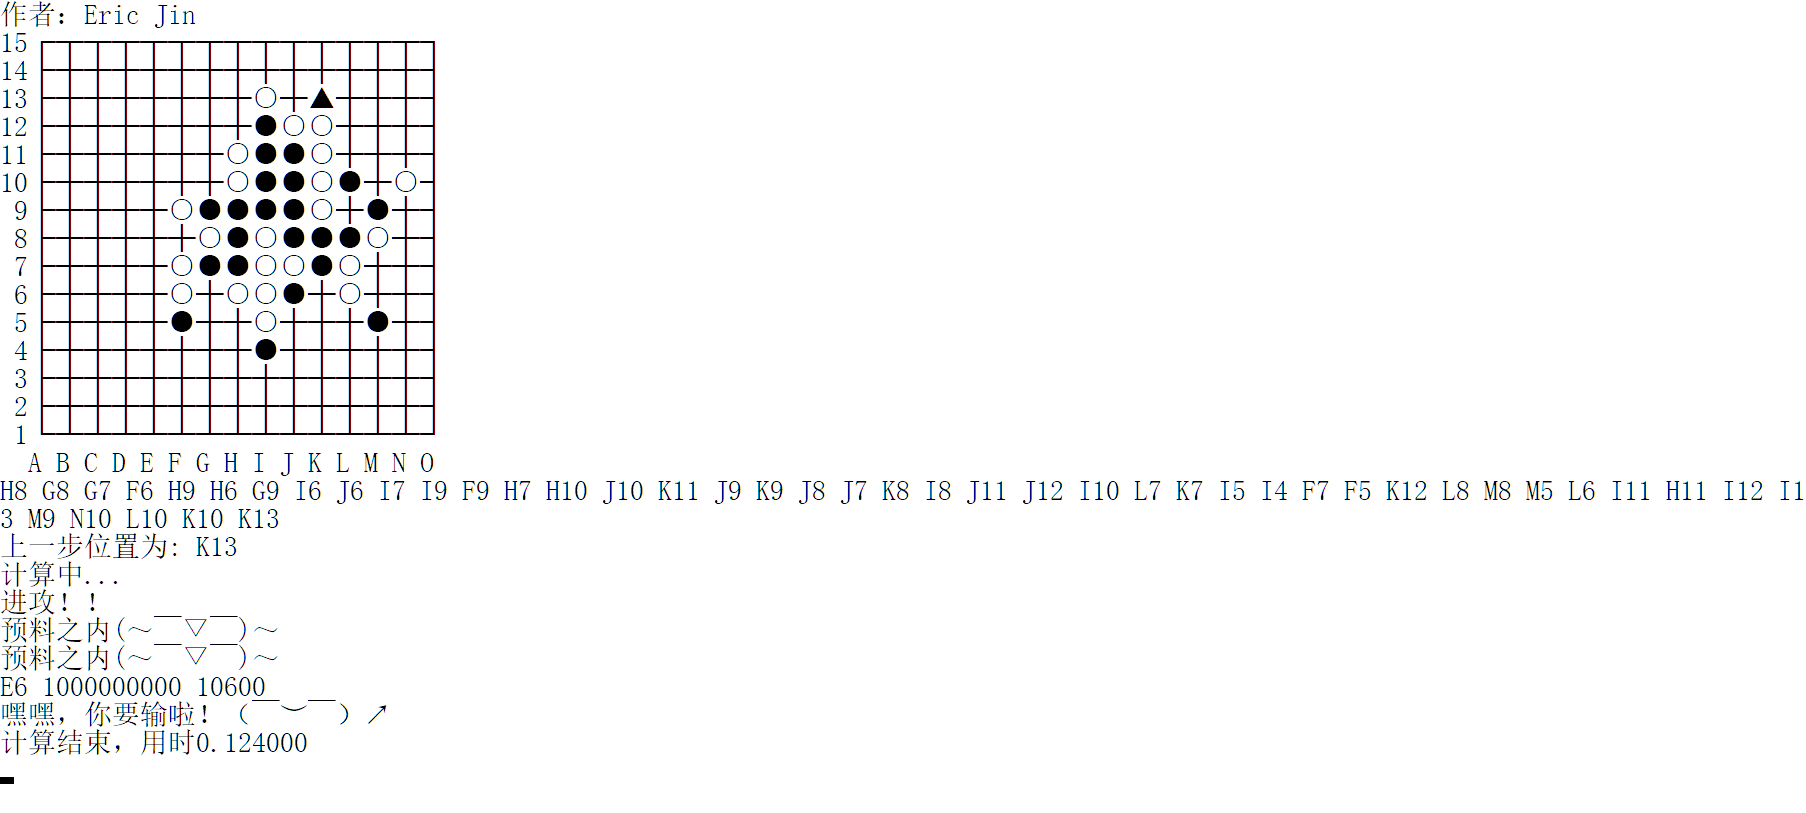 作者: Eric Jin
15
14
13
12
11
10
9
8
7
6
5
4
3
2
1
A B C D E F G H I J K L M N O
H8 G8 G7 F6 H9 H6 G9 I6 J6 I7 I9 F9 H7 H10 J10 K11 J9 K9 J8 J7 K8 I8 J11 J12 I10 L7 K7 I5 I4 F7 F5 K12 L8 M8 M5 L6 I11 H11 I12 I1
3 M9 N10 L10 K10 K13
上一步位置为: K13
计算中...
进攻! !
预料之内(～￣▽￣)～
预料之内(～￣▽￣)～
E6 1000000000 10600
嘿嘿，你要输啦! （￣︶￣）↗
计算结束，用时0.124000